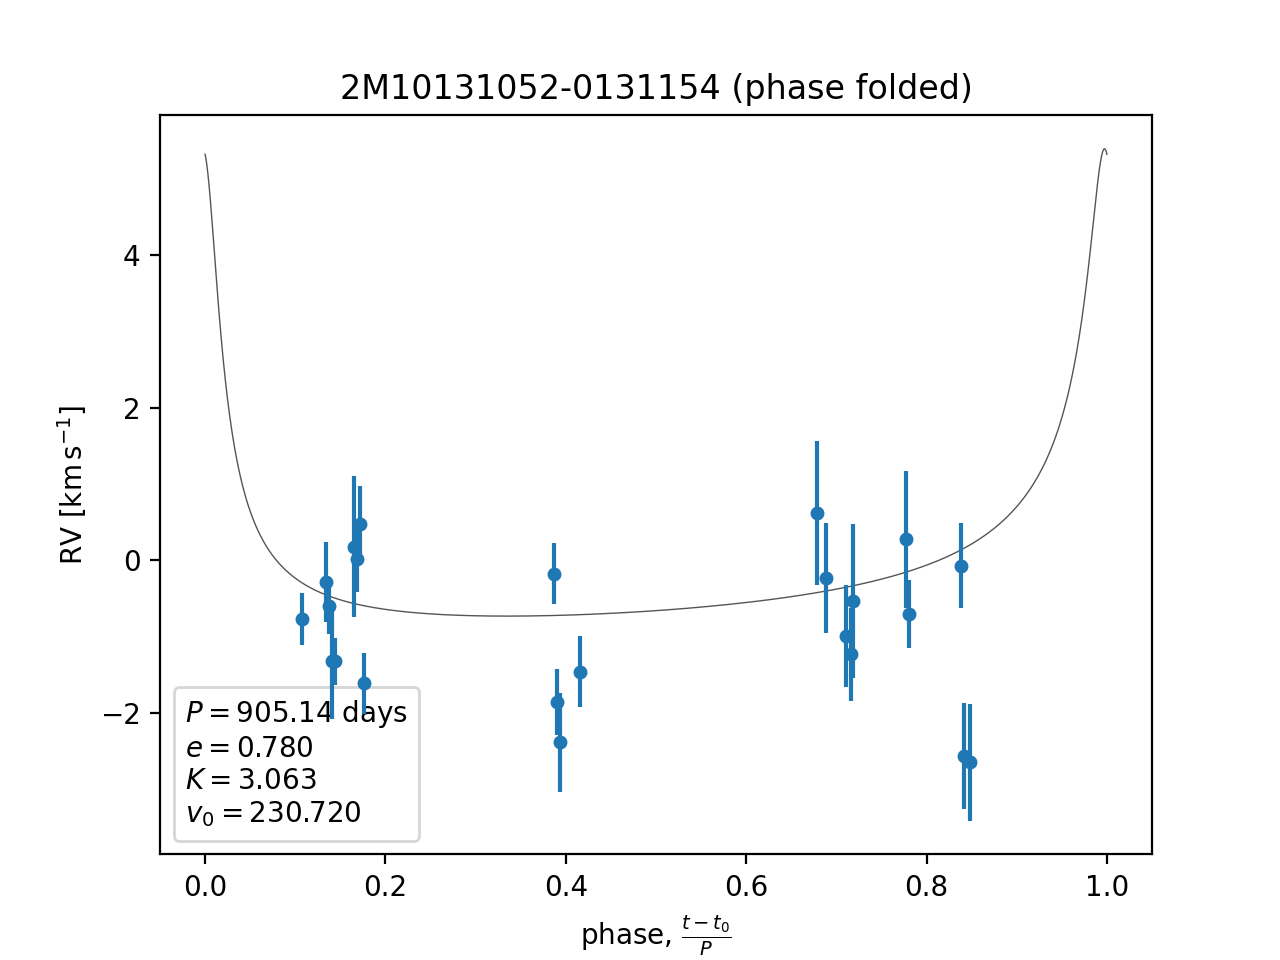 2M10131052-0131154 (phase folded)
RV [km s⁻¹]
4
2
0
−2
P = 905.14 days
e = 0.780
K = 3.063
v₀ = 230.720
0.0 0.2 0.4 0.6 0.8 1.0
phase, (t − t₀)/P